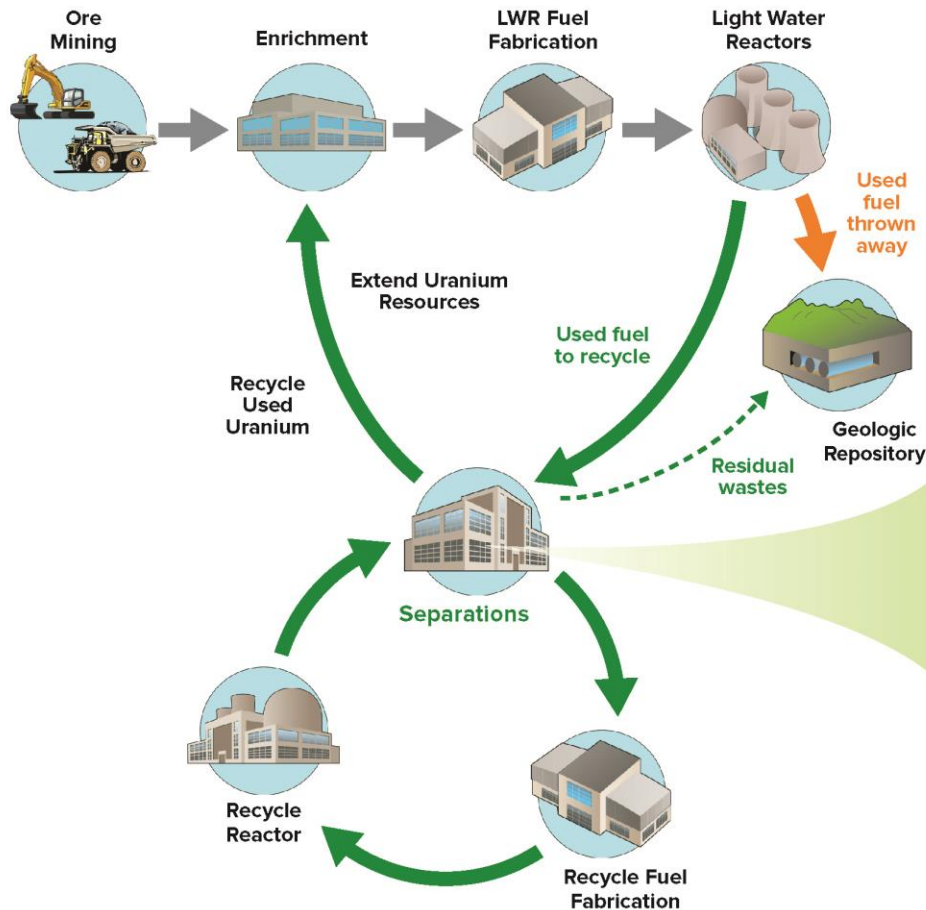 Ore
Mining
Enrichment
LWR Fuel
Fabrication
Light Water
Reactors
Used
fuel
thrown
away
Extend Uranium
Resources
Used fuel
to recycle
Recycle
Used
Uranium
Geologic
Repository
Residual
wastes
Separations
Recycle
Reactor
Recycle Fuel
Fabrication